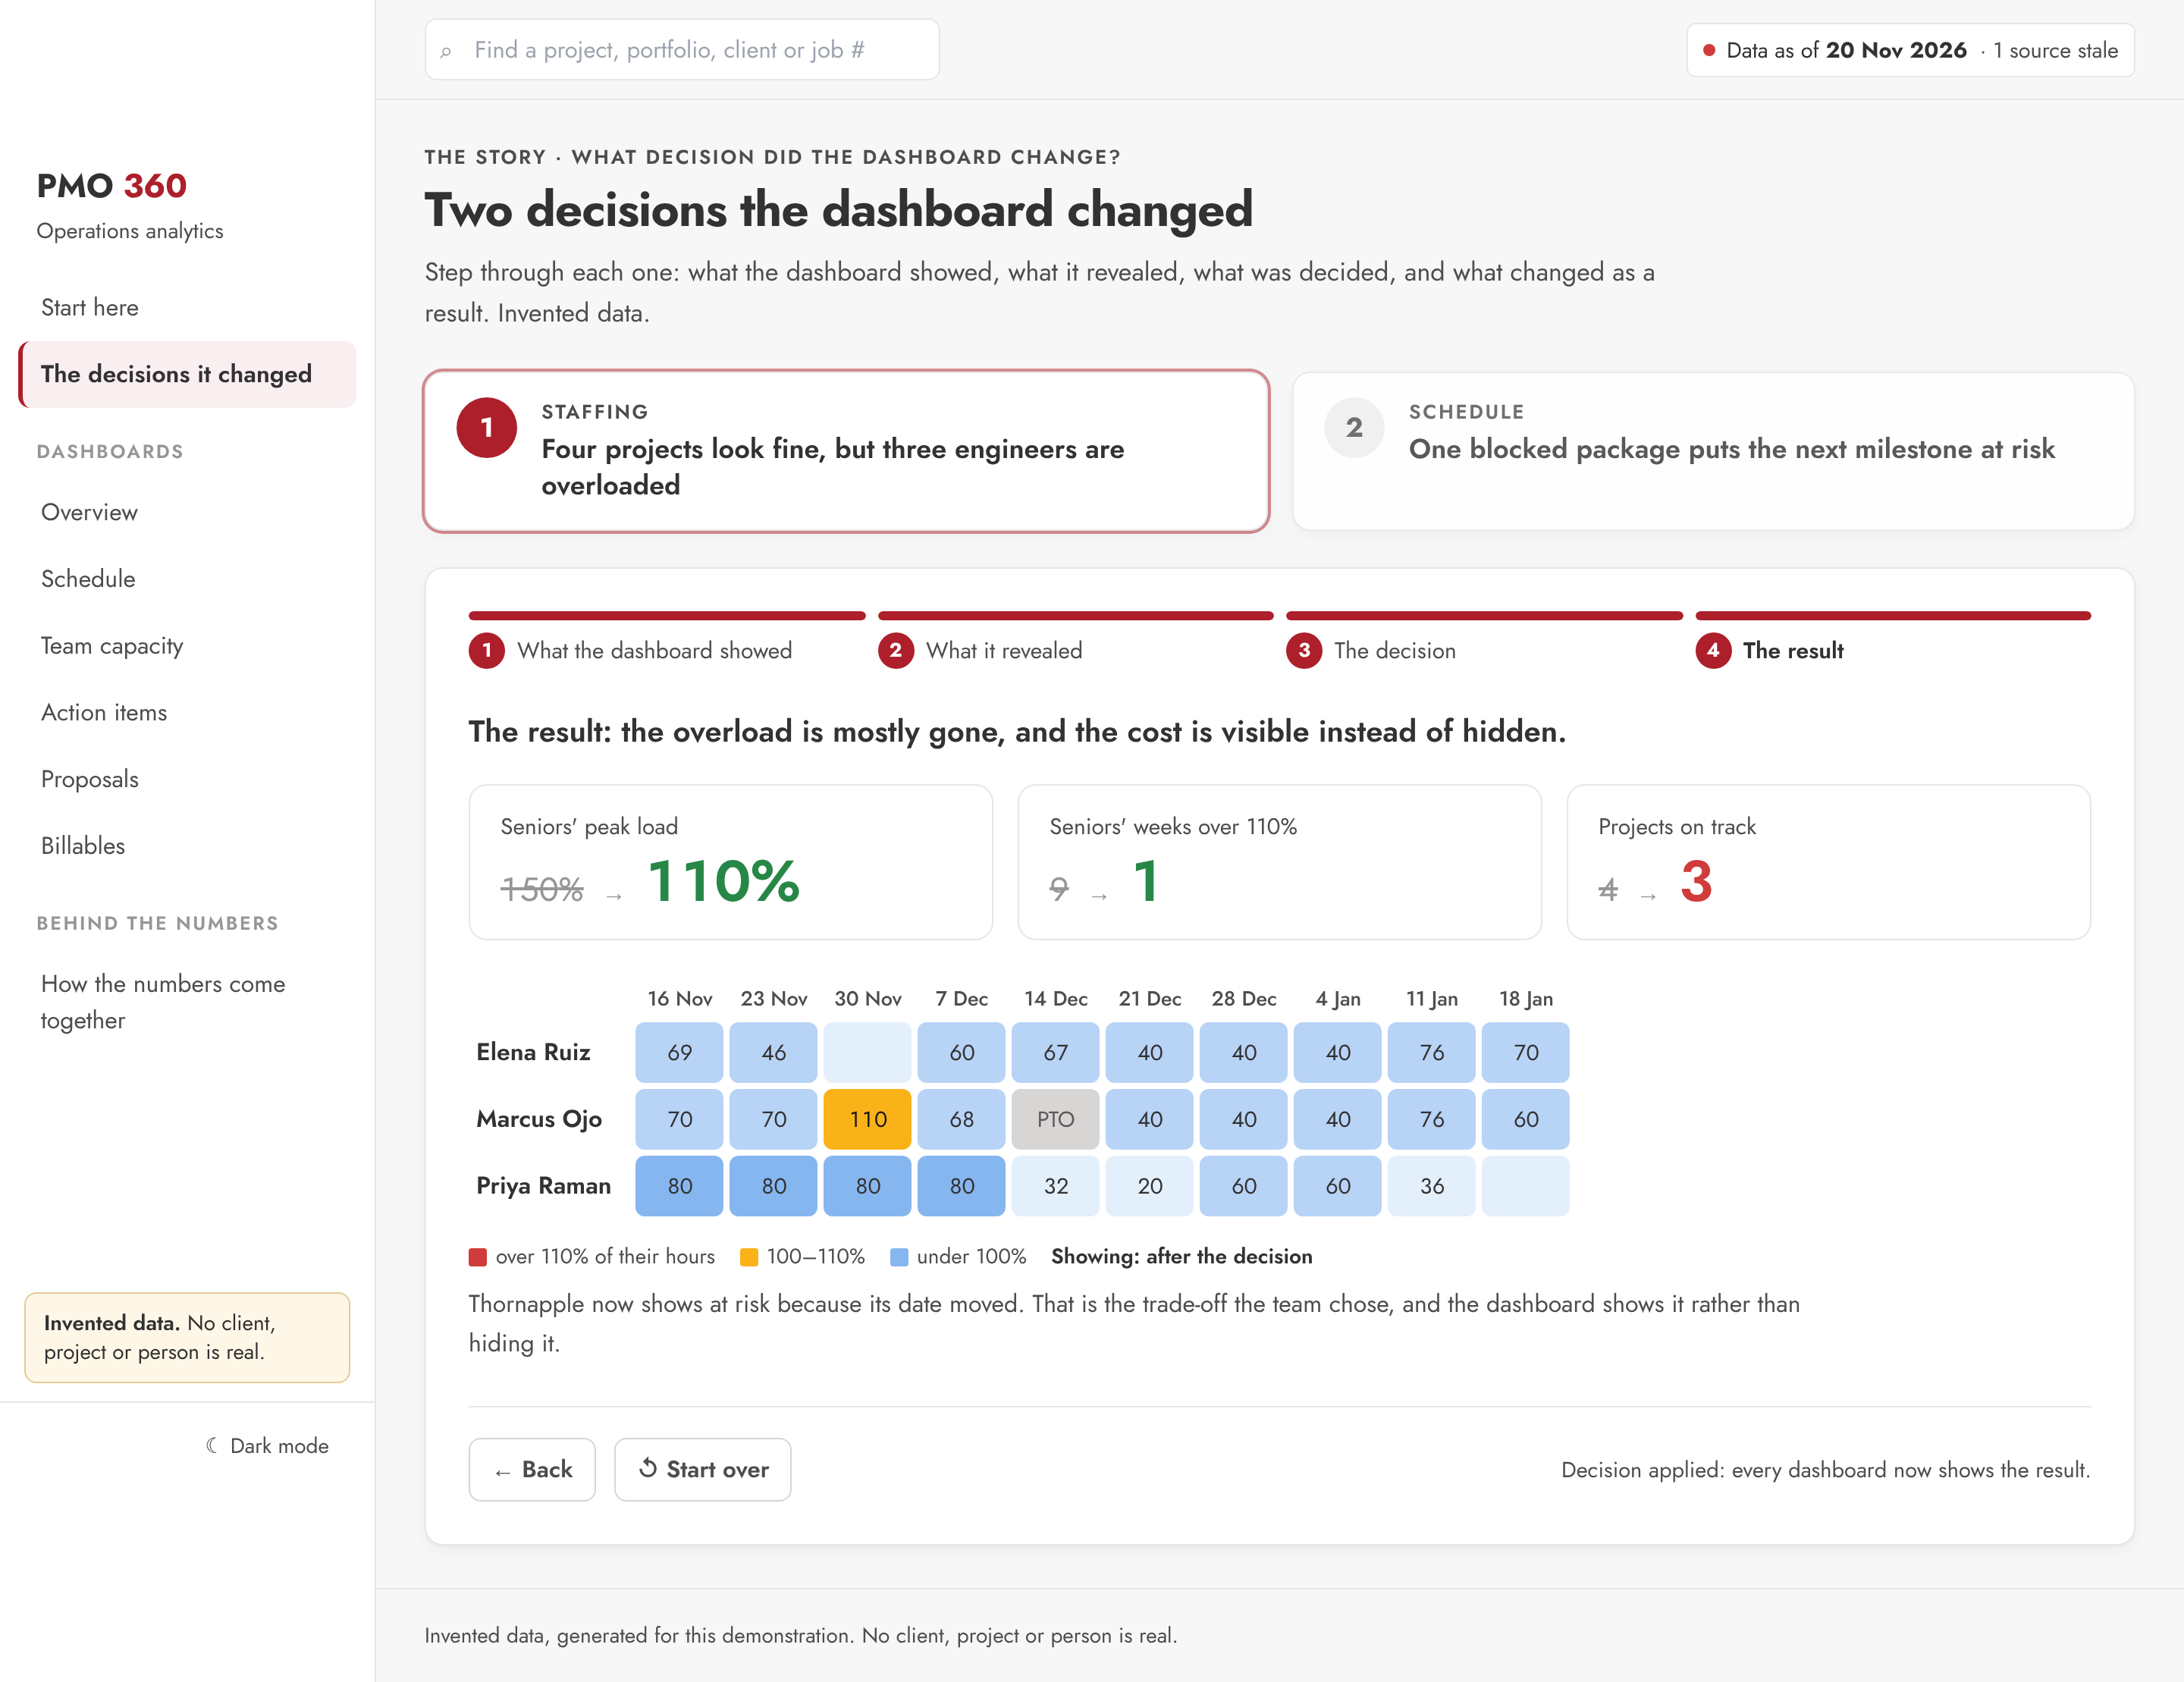 Find a project, portfolio, client or job #
Data as of 20 Nov 2026 · 1 source stale
PMO 360
Operations analytics
Start here
The decisions it changed
DASHBOARDS
Overview
Schedule
Team capacity
Action items
Proposals
Billables
BEHIND THE NUMBERS
How the numbers come
together
Invented data. No client,
project or person is real.
☾ Dark mode
THE STORY · WHAT DECISION DID THE DASHBOARD CHANGE?
Two decisions the dashboard changed
Step through each one: what the dashboard showed, what it revealed, what was decided, and what changed as a
result. Invented data.
1
STAFFING
Four projects look fine, but three engineers are
overloaded
2
SCHEDULE
One blocked package puts the next milestone at risk
1 What the dashboard showed
2 What it revealed
3 The decision
4 The result
The result: the overload is mostly gone, and the cost is visible instead of hidden.
Seniors' peak load
150% → 110%
Seniors' weeks over 110%
9 → 1
Projects on track
4 → 3
16 Nov 23 Nov 30 Nov 7 Dec 14 Dec 21 Dec 28 Dec 4 Jan 11 Jan 18 Jan
Elena Ruiz 69 46 60 67 40 40 40 76 70
Marcus Ojo 70 70 110 68 PTO 40 40 40 76 60
Priya Raman 80 80 80 80 32 20 60 60 36
over 110% of their hours 100–110% under 100% Showing: after the decision
Thornapple now shows at risk because its date moved. That is the trade-off the team chose, and the dashboard shows it rather than
hiding it.
← Back
↺ Start over
Decision applied: every dashboard now shows the result.
Invented data, generated for this demonstration. No client, project or person is real.